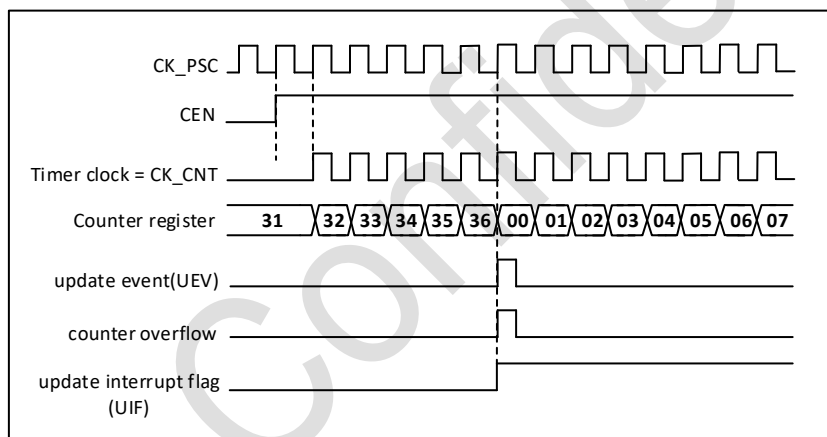 Confide
CK_PSC
CEN
Timer clock = CK_CNT
Counter register 31 32 33 34 35 36 00 01 02 03 04 05 06 07
update event(UEV)
counter overflow
update interrupt flag
(UIF)